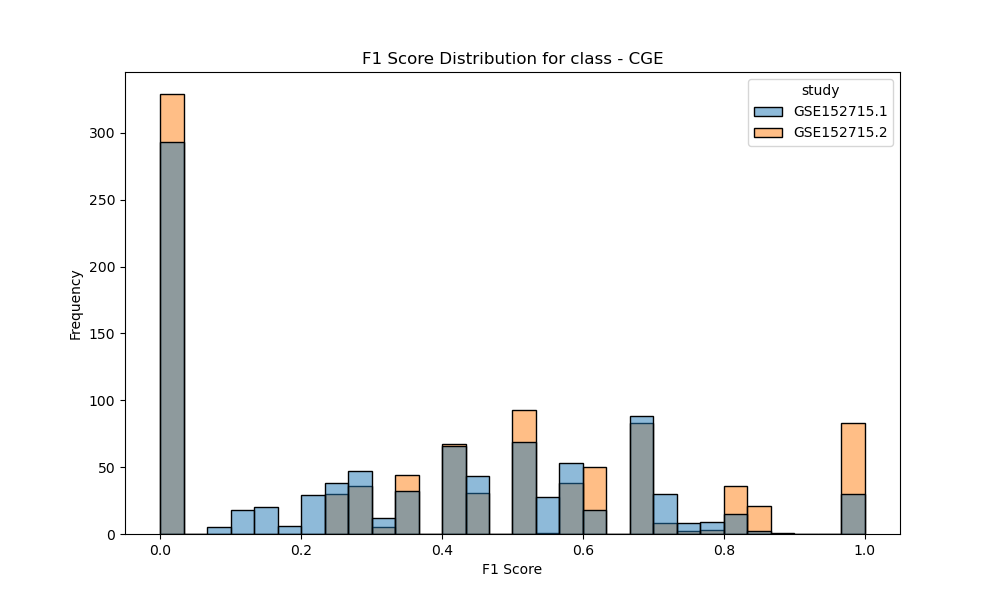 F1 Score Distribution for class - CGE
study
GSE152715.1
GSE152715.2
Frequency
300
250
200
150
100
50
0
0.0 0.2 0.4 0.6 0.8 1.0
F1 Score